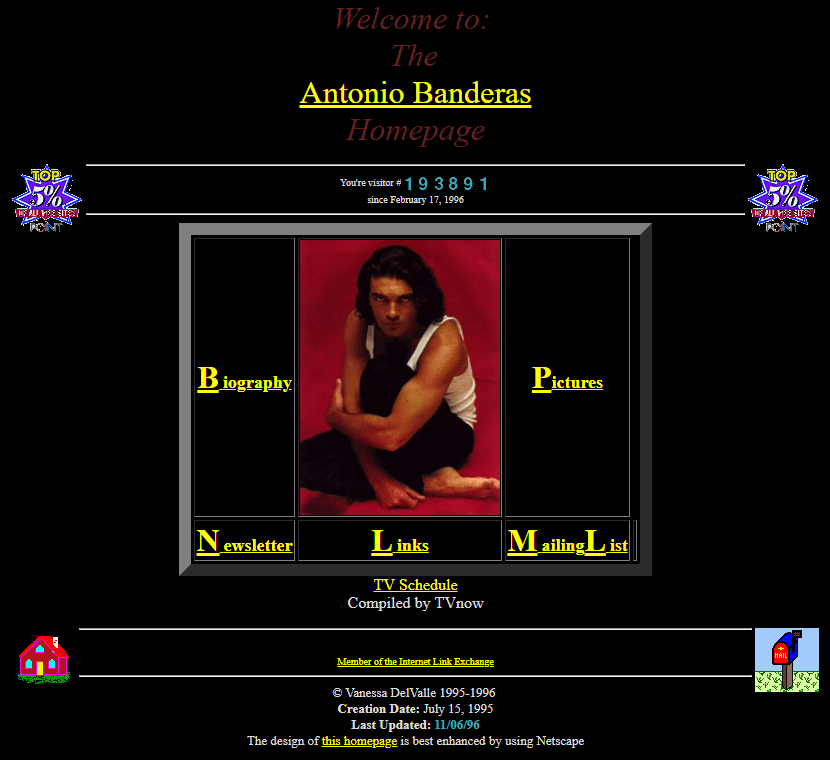 Welcome to:
The
Antonio Banderas
Homepage
TOP
5%
POINT
TOP
5%
POINT
You're visitor # 193891
since February 17, 1996
Biography
Pictures
Newsletter
Links
MailingList
TV Schedule
Compiled by TVnow
MAIL
Member of the Internet Link Exchange
© Vanessa DelValle 1995-1996
Creation Date: July 15, 1995
Last Updated: 11/06/96
The design of this homepage is best enhanced by using Netscape